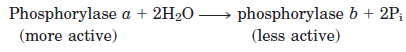 Phosphorylase a + 2H₂O ⟶ phosphorylase b + 2Pᵢ
(more active) (less active)